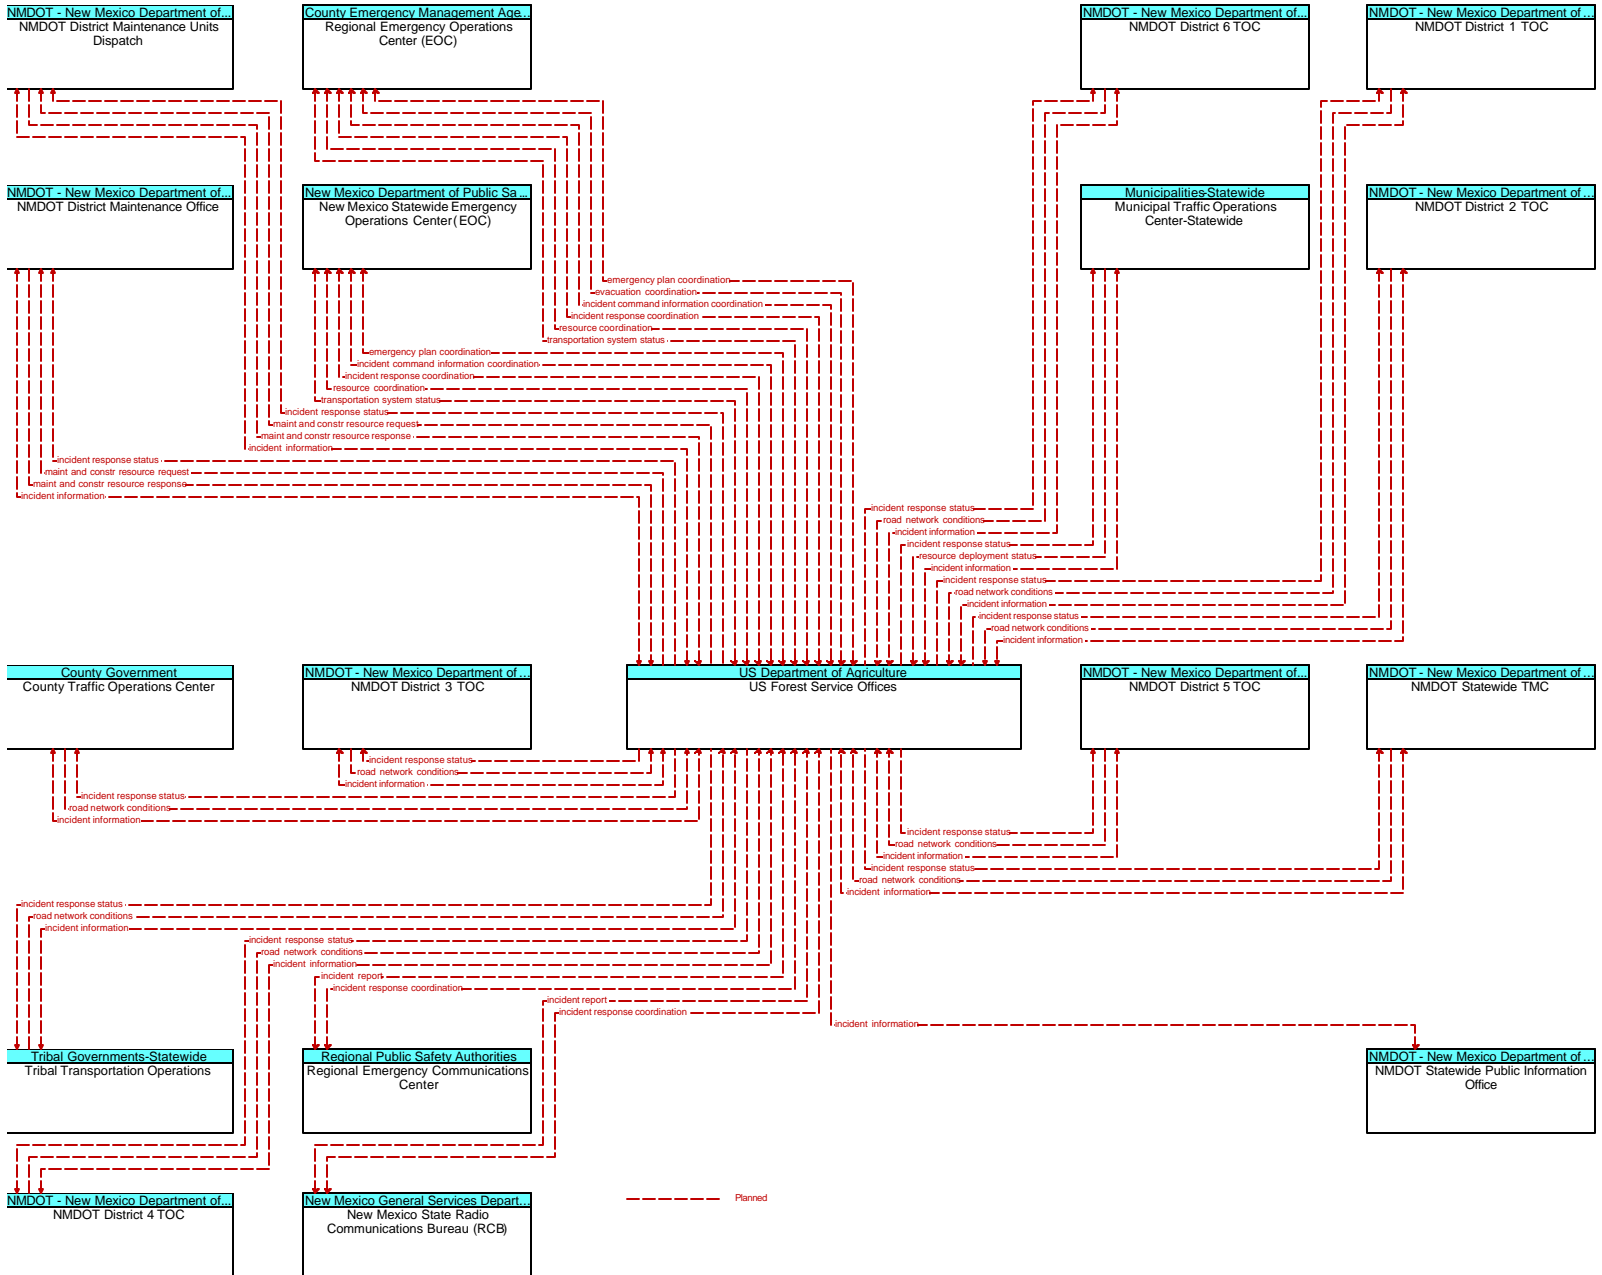 NMDOT - New Mexico Department of...
NMDOT District Maintenance Units
Dispatch
County Emergency Management Age...
Regional Emergency Operations
Center (EOC)
NMDOT - New Mexico Department of...
NMDOT District 6 TOC
NMDOT - New Mexico Department of ...
NMDOT District 1 TOC
NMDOT - New Mexico Department of...
NMDOT District Maintenance Office
New Mexico Department of Public Sa...
New Mexico Statewide Emergency
Operations Center (EOC)
Municipalities-Statewide
Municipal Traffic Operations
Center-Statewide
NMDOT - New Mexico Department of ...
NMDOT District 2 TOC
emergency plan coordination
evacuation coordination
incident command information coordination
incident response coordination
resource coordination
transportation system status
emergency plan coordination
incident command information coordination
incident response coordination
resource coordination
transportation system status
incident response status
maint and constr resource request
maint and constr resource response
incident information
incident response status
maint and constr resource request
maint and constr resource response
incident information
incident response status
road network conditions
incident information
incident response status
resource deployment status
incident information
incident response status
road network conditions
incident information
incident response status
road network conditions
incident information
County Government
County Traffic Operations Center
NMDOT - New Mexico Department of ...
NMDOT District 3 TOC
US Department of Agriculture
US Forest Service Offices
NMDOT - New Mexico Department of...
NMDOT District 5 TOC
NMDOT - New Mexico Department of ...
NMDOT Statewide TMC
incident response status
road network conditions
incident information
incident response status
road network conditions
incident information
incident response status
road network conditions
incident information
incident response status
road network conditions
incident information
incident response status
road network conditions
incident information
incident response status
road network conditions
incident information
incident report
incident response coordination
incident report
incident response coordination
incident information
Tribal Governments-Statewide
Tribal Transportation Operations
Regional Public Safety Authorities
Regional Emergency Communications
Center
NMDOT - New Mexico Department of ...
NMDOT Statewide Public Information
Office
NMDOT - New Mexico Department of...
NMDOT District 4 TOC
New Mexico General Services Depart...
New Mexico State Radio
Communications Bureau (RCB)
Planned